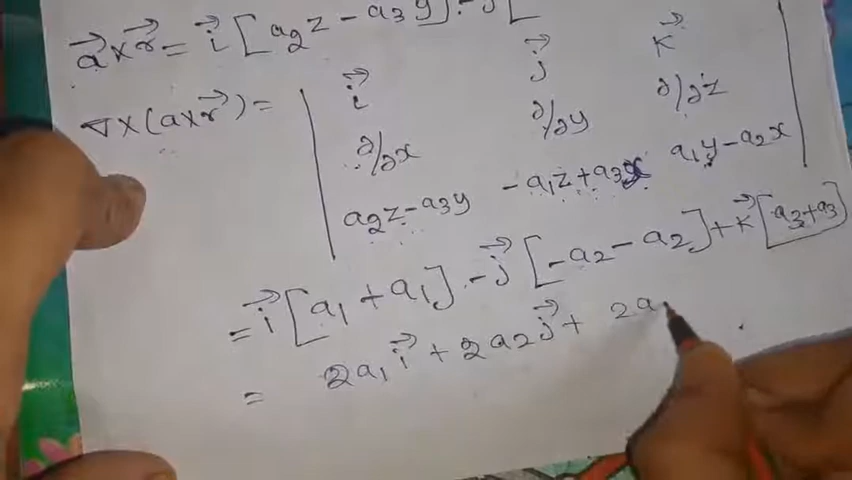 a⃗×r⃗ = i⃗ [a₂z − a₃y] − j⃗ [
∇×(a×r⃗) = | i⃗ j⃗ k⃗ |
∂/∂x ∂/∂y ∂/∂z
a₂z−a₃y −a₁z+a₃x a₁y−a₂x
= i⃗ [a₁ + a₁] − j⃗ [−a₂ − a₂] + k⃗ [a₃+a₃]
= 2a₁ i⃗ + 2a₂ j⃗ + 2a